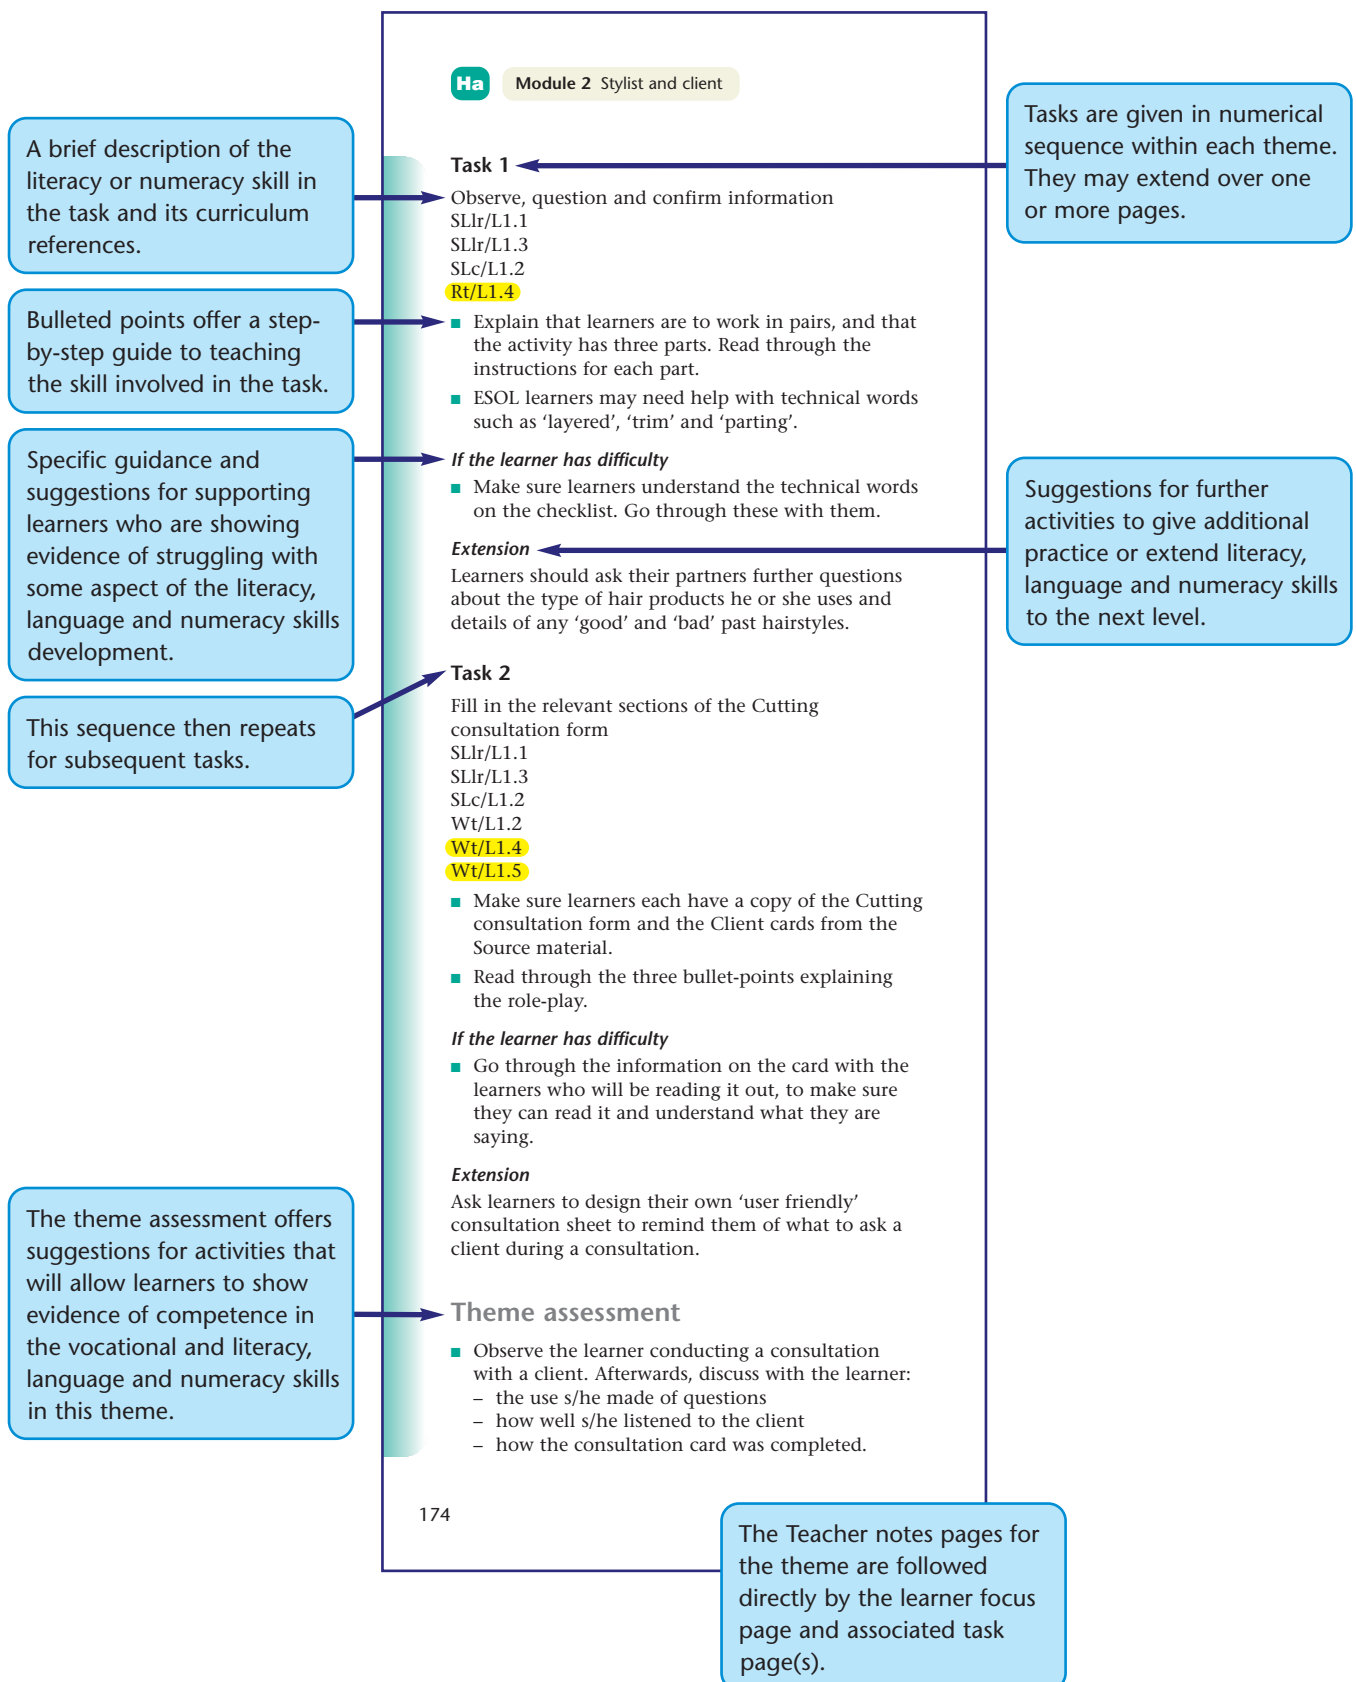 Ha Module 2 Stylist and client
A brief description of the
literacy or numeracy skill in
the task and its curriculum
references.
Bulleted points offer a step-
by-step guide to teaching
the skill involved in the task.
Specific guidance and
suggestions for supporting
learners who are showing
evidence of struggling with
some aspect of the literacy,
language and numeracy skills
development.
This sequence then repeats
for subsequent tasks.
The theme assessment offers
suggestions for activities that
will allow learners to show
evidence of competence in
the vocational and literacy,
language and numeracy skills
in this theme.
Task 1
Observe, question and confirm information
SLlr/L1.1
SLlr/L1.3
SLc/L1.2
Rt/L1.4
■ Explain that learners are to work in pairs, and that
the activity has three parts. Read through the
instructions for each part.
■ ESOL learners may need help with technical words
such as ‘layered’, ‘trim’ and ‘parting’.
If the learner has difficulty
■ Make sure learners understand the technical words
on the checklist. Go through these with them.
Extension
Learners should ask their partners further questions
about the type of hair products he or she uses and
details of any ‘good’ and ‘bad’ past hairstyles.
Task 2
Fill in the relevant sections of the Cutting
consultation form
SLlr/L1.1
SLlr/L1.3
SLc/L1.2
Wt/L1.2
Wt/L1.4
Wt/L1.5
■ Make sure learners each have a copy of the Cutting
consultation form and the Client cards from the
Source material.
■ Read through the three bullet-points explaining
the role-play.
If the learner has difficulty
■ Go through the information on the card with the
learners who will be reading it out, to make sure
they can read it and understand what they are
saying.
Extension
Ask learners to design their own ‘user friendly’
consultation sheet to remind them of what to ask a
client during a consultation.
Theme assessment
■ Observe the learner conducting a consultation
with a client. Afterwards, discuss with the learner:
– the use s/he made of questions
– how well s/he listened to the client
– how the consultation card was completed.
174
Tasks are given in numerical
sequence within each theme.
They may extend over one
or more pages.
Suggestions for further
activities to give additional
practice or extend literacy,
language and numeracy skills
to the next level.
The Teacher notes pages for
the theme are followed
directly by the learner focus
page and associated task
page(s).